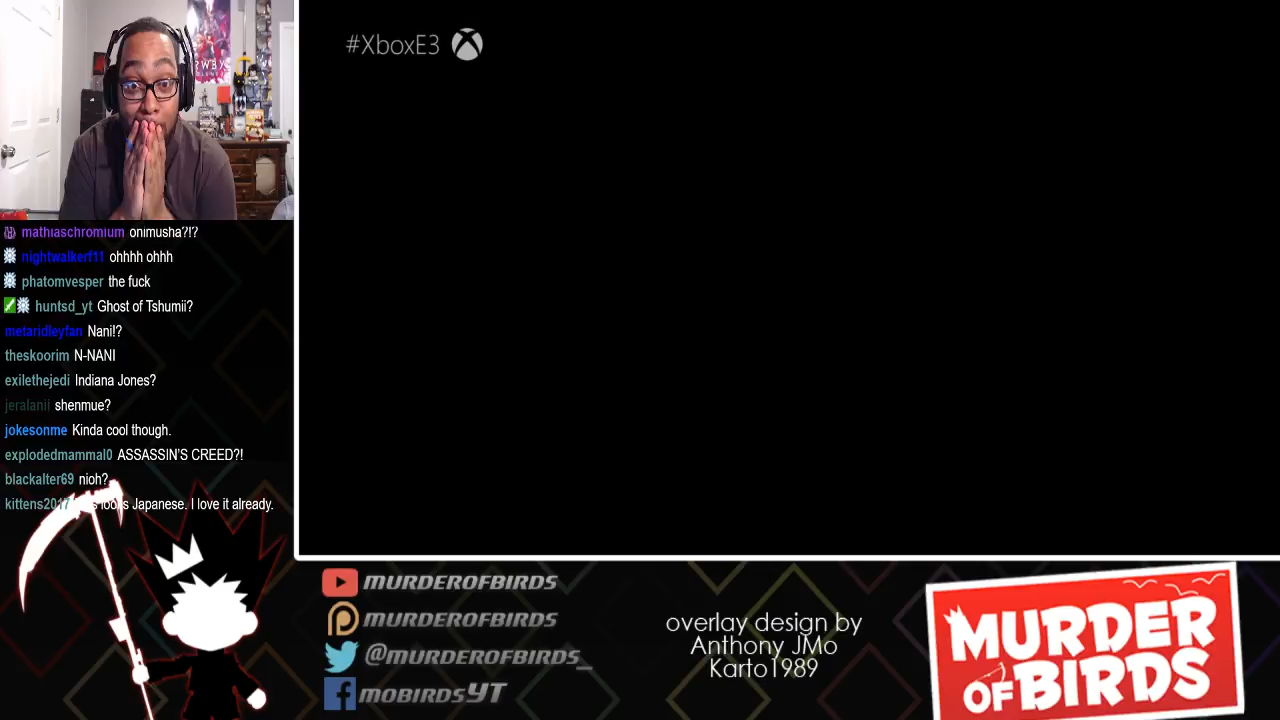 #XboxE3
RWBY
mathiaschromium onimusha?!?
nightwalkerf11 ohhhh ohhh
phatomvesper the fuck
huntsd_yt Ghost of Tshumii?
metaridleyfan Nani!?
theskoorim N-NANI
exilethejedi Indiana Jones?
jeralanii shenmue?
jokesonme Kinda cool though.
explodedmammal0 ASSASSIN'S CREED?!
blackalter69 nioh?
kittens2017 looks Japanese. I love it already.
MURDEROFBIRDS
MURDEROFBIRDS
@MURDEROFBIRDS_
MOBIRDSYT
overlay design by
Anthony JMo
Karto1989
MURDER
OF BIRDS